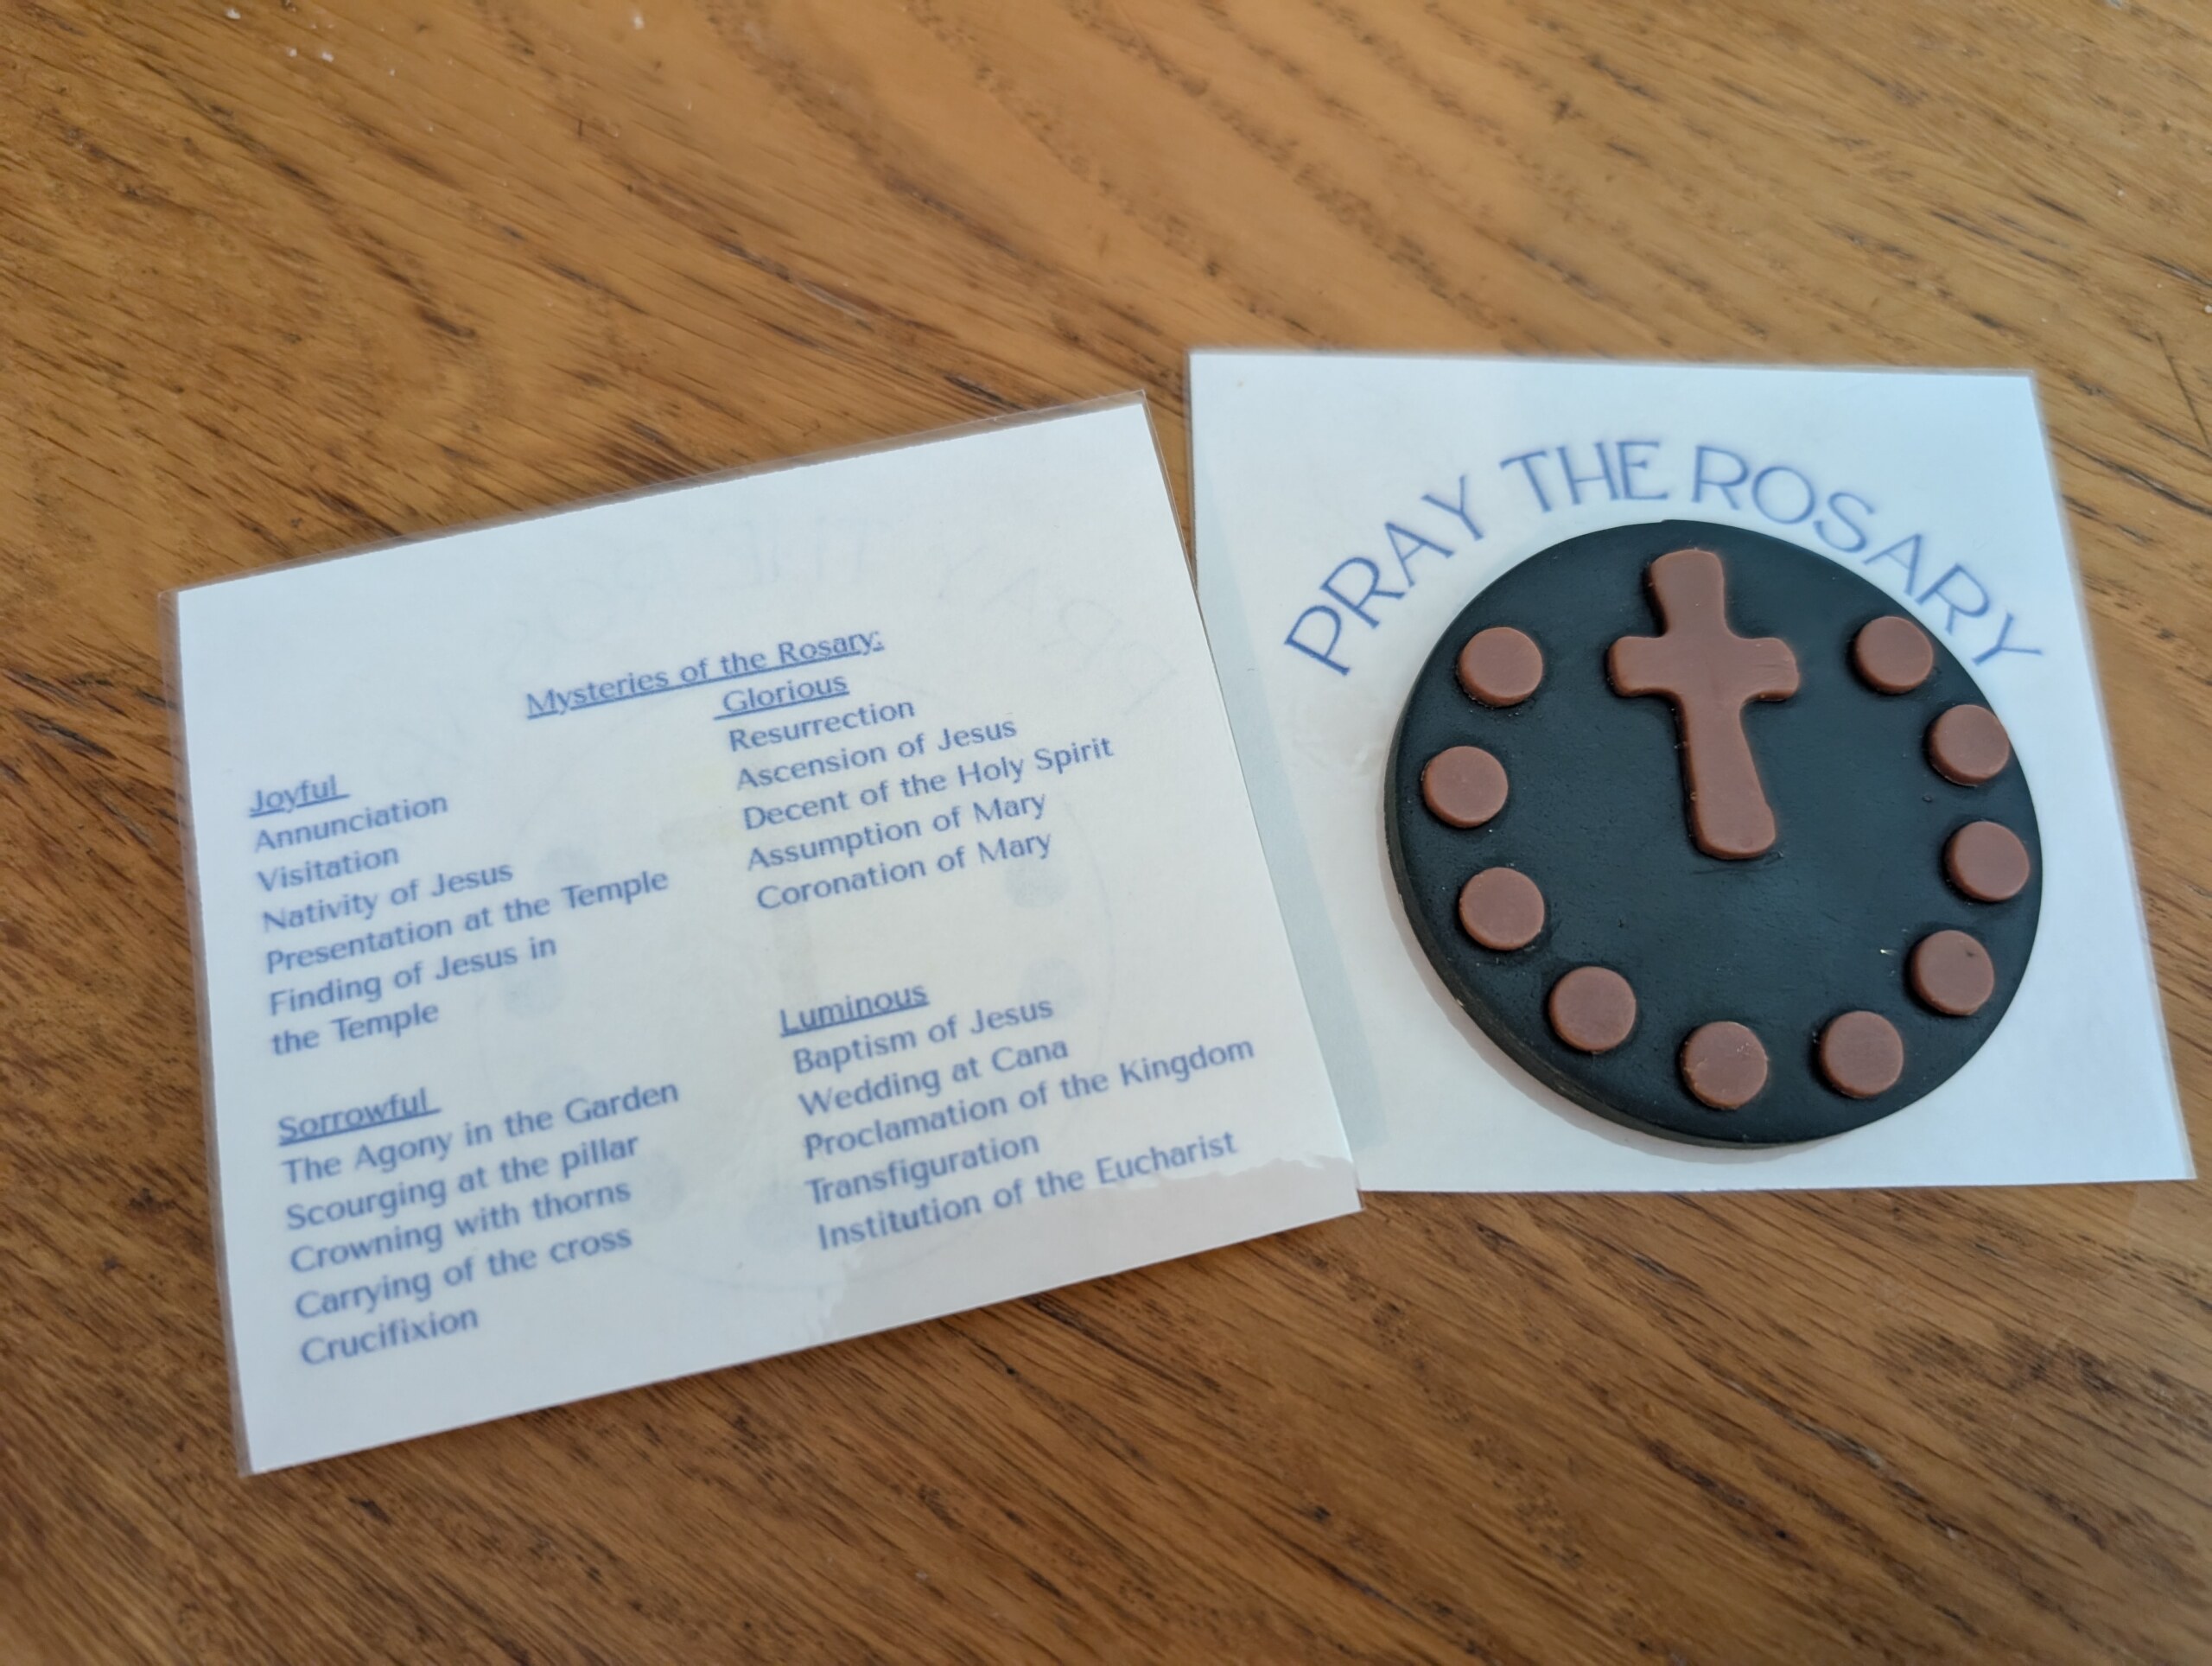 Mysteries of the Rosary:
Joyful
Annunciation
Visitation
Nativity of Jesus
Presentation at the Temple
Finding of Jesus in
the Temple
Sorrowful
The Agony in the Garden
Scourging at the pillar
Crowning with thorns
Carrying of the cross
Crucifixion
Glorious
Resurrection
Ascension of Jesus
Decent of the Holy Spirit
Assumption of Mary
Coronation of Mary
Luminous
Baptism of Jesus
Wedding at Cana
Proclamation of the Kingdom
Transfiguration
Institution of the Eucharist
PRAY THE ROSARY